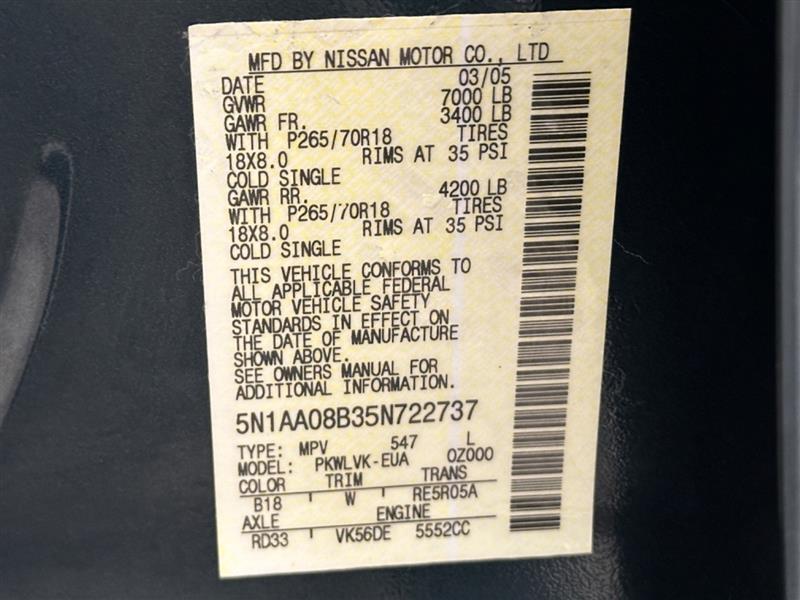 MFD BY NISSAN MOTOR CO., LTD
DATE 03/05
GVWR 7000 LB
GAWR FR. 3400 LB
WITH P265/70R18 TIRES
18X8.0 RIMS AT 35 PSI
COLD SINGLE
GAWR RR. 4200 LB
WITH P265/70R18 TIRES
18X8.0 RIMS AT 35 PSI
COLD SINGLE
THIS VEHICLE CONFORMS TO
ALL APPLICABLE FEDERAL
MOTOR VEHICLE SAFETY
STANDARDS IN EFFECT ON
THE DATE OF MANUFACTURE
SHOWN ABOVE.
SEE OWNERS MANUAL FOR
ADDITIONAL INFORMATION.
5N1AA08B35N722737
TYPE: MPV 547 L
MODEL: PKWLVK-EUA 0Z000
COLOR TRIM TRANS
B18 W RE5R05A
AXLE ENGINE
RD33 VK56DE 5552CC